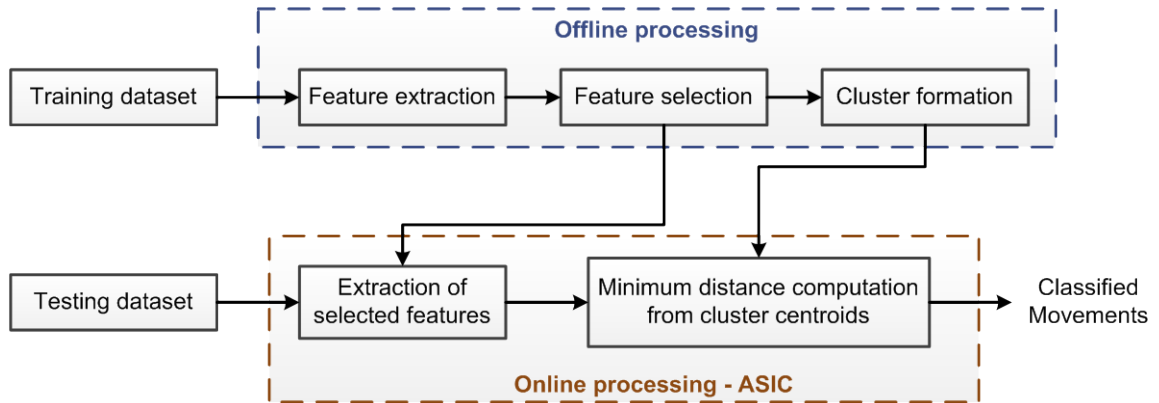 Offline processing
Training dataset
Feature extraction
Feature selection
Cluster formation
Testing dataset
Extraction of
selected features
Minimum distance computation
from cluster centroids
Classified
Movements
Online processing - ASIC